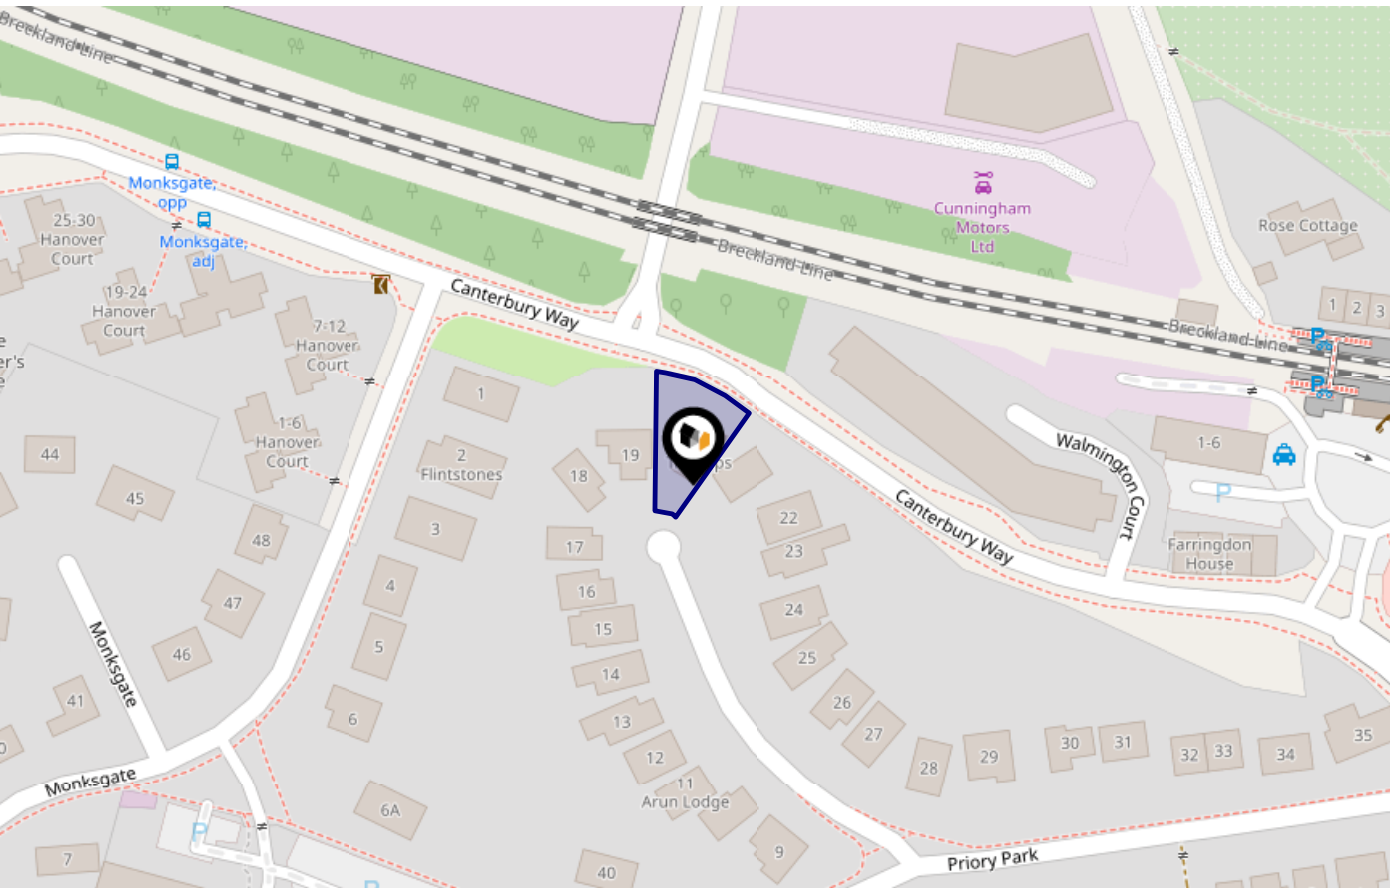 Breckland Line
Monksgate,
opp
Monksgate,
adj
25-30
Hanover
Court
19-24
Hanover
Court
7-12
Hanover
Court
1-6
Hanover
Court
Canterbury Way
Breckland Line
Cunningham
Motors
Ltd
Rose Cottage
1
2
3
Breckland Line
P
P
1
2
Flintstones
3
4
5
6
6A
44
45
48
47
46
41
Monksgate
Monksgate
P
7
P
19
18
17
16
15
14
13
12
11
Arun Lodge
9
40
22
23
24
25
26
27
28
29
30
31
32
33
34
35
Canterbury Way
Walmington Court
1-6
P
Farringdon
House
Priory Park